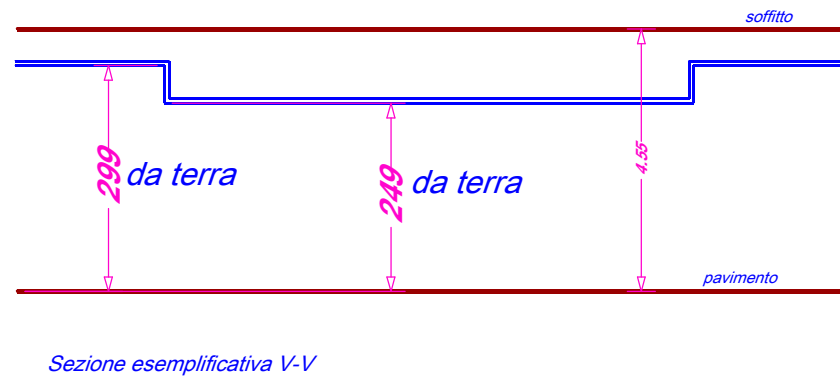 soffitto
299 da terra
249 da terra
4.55
pavimento
Sezione esemplificativa V-V